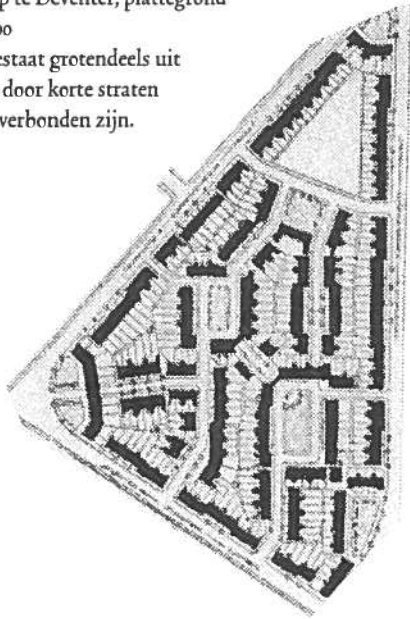 te Deventer, plattegrond
estaat grotendeels uit
door korte straten
verbonden zijn.